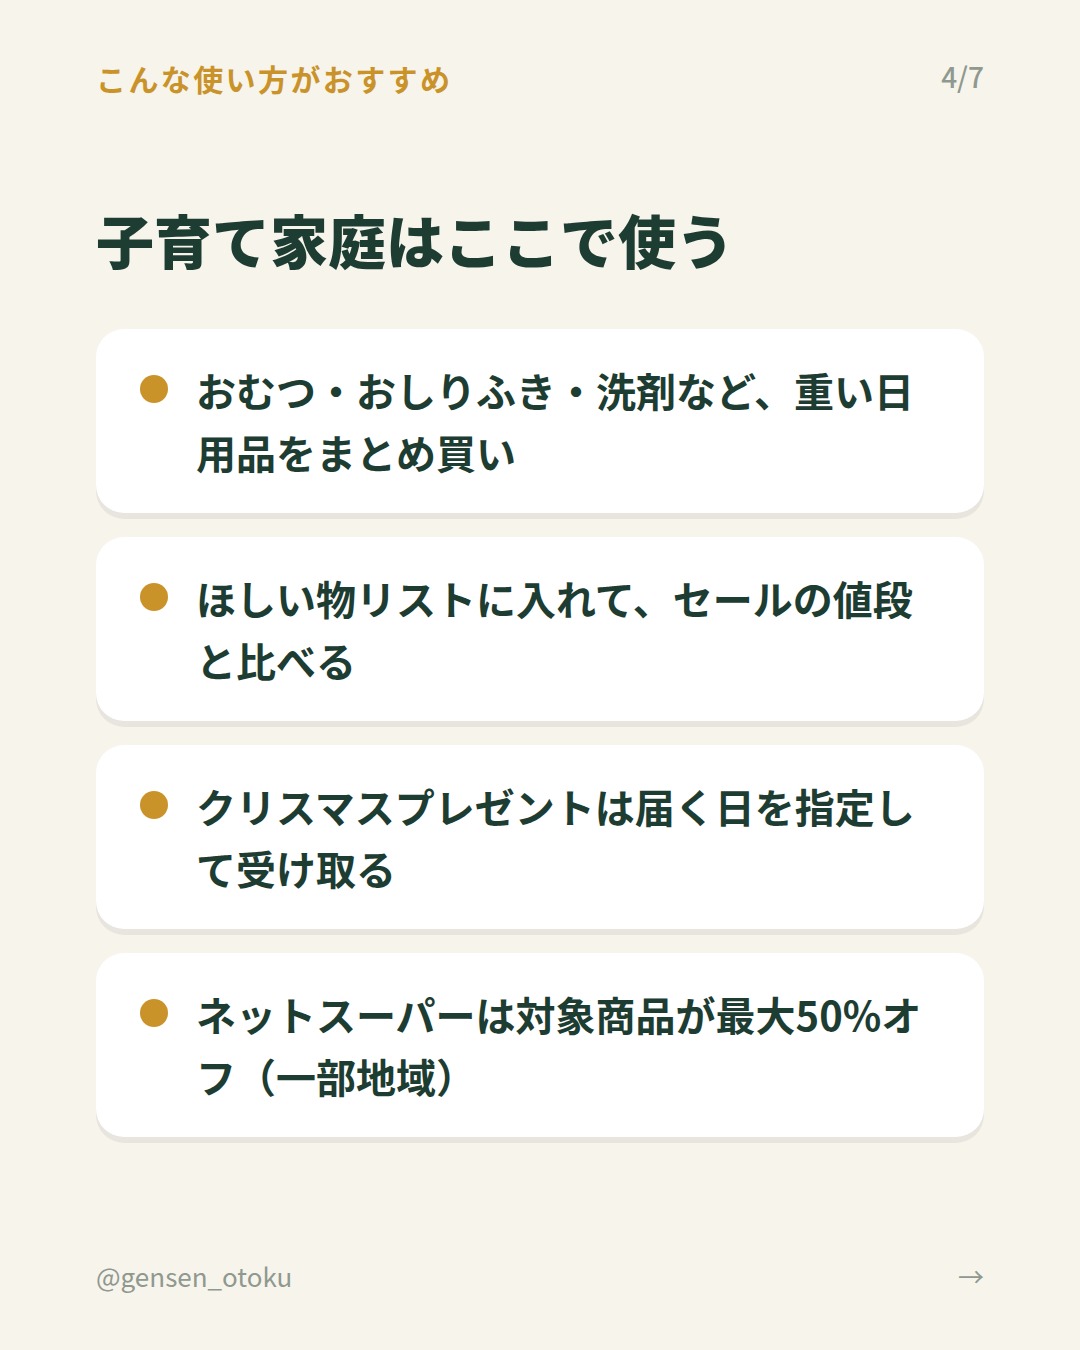 こんな使い方がおすすめ
4/7
子育て家庭はここで使う
おむつ・おしりふき・洗剤など、重い日
用品をまとめ買い
ほしい物リストに入れて、セールの値段
と比べる
クリスマスプレゼントは届く日を指定し
て受け取る
ネットスーパーは対象商品が最大50%オ
フ（一部地域）
@gensen_otoku
→